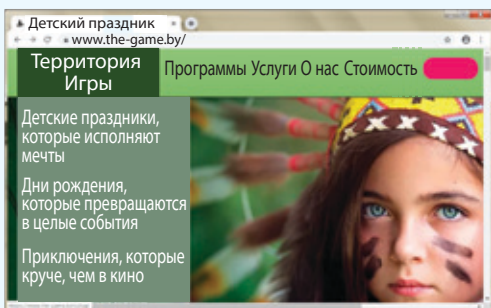 Детский праздник
www.the-game.by/
Территория
Игры
Программы Услуги О нас Стоимость
Детские праздники,
которые исполняют
мечты
Дни рождения,
которые превращаются
в целые события
Приключения, которые
круче, чем в кино